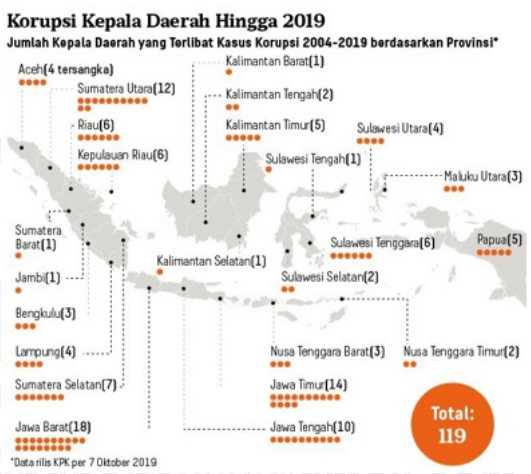 Korupsi Kepala Daerah Hingga 2019
Jumlah Kepala Daerah yang Terlibat Kasus Korupsi 2004-2019 berdasarkan Provinsi*
Aceh(4 tersangka)
Sumatera Utara(12)
Riau(6)
Kepulauan Riau(6)
Kalimantan Barat(1)
Kalimantan Tengah(2)
Kalimantan Timur(5)
Sulawesi Tengah(1)
Sulawesi Utara(4)
Maluku Utara(3)
Sumatera
Barat(1)
Jambi(1)
Bengkulu(3)
Lampung(4)
Sumatera Selatan(7)
Jawa Barat(18)
Kalimantan Selatan(1)
Sulawesi Tenggara(6)
Sulawesi Selatan(2)
Papua(5)
Nusa Tenggara Barat(3)
Nusa Tenggara Timur(2)
Jawa Timur(14)
Jawa Tengah(10)
Total:
119
*Data rilis KPK per 7 Oktober 2019